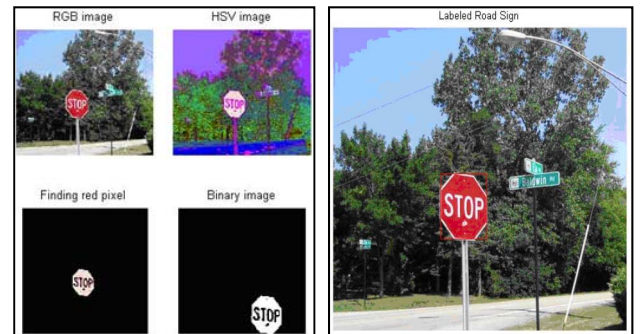 RGB image
HSV image
STOP
STOP
Finding red pixel
Binary image
STOP
STOP
Labeled Road Sign
Baldwin
STOP